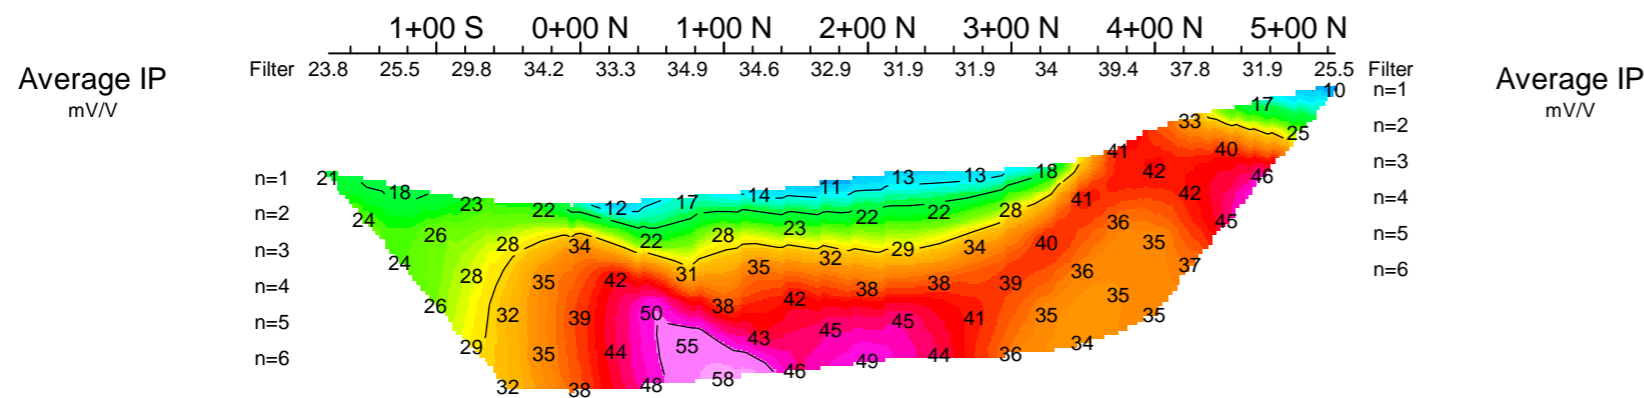 1+00 S 0+00 N 1+00 N 2+00 N 3+00 N 4+00 N 5+00 N
Average IP
mV/V
Filter 23.8 25.5 29.8 34.2 33.3 34.9 34.6 32.9 31.9 31.9 34 39.4 37.8 31.9 25.5 Filter
Average IP
mV/V
10 n=1
17
33 25 n=2
41 40
n=3
42 46
n=1 21 18 23 22 12 17 14 11 13 13 18 41 42 n=4
n=2 24 26 22 28 23 22 22 28 36 45 n=5
28 34 31 35 32 29 34 40 35
n=3 24 28 35 42 38 42 38 38 39 36 37 n=6
n=4 26 32 39 50 43 45 45 41 35 35 35
n=5 29 35 44 55 46 49 44 36 34
n=6 32 38 48 58